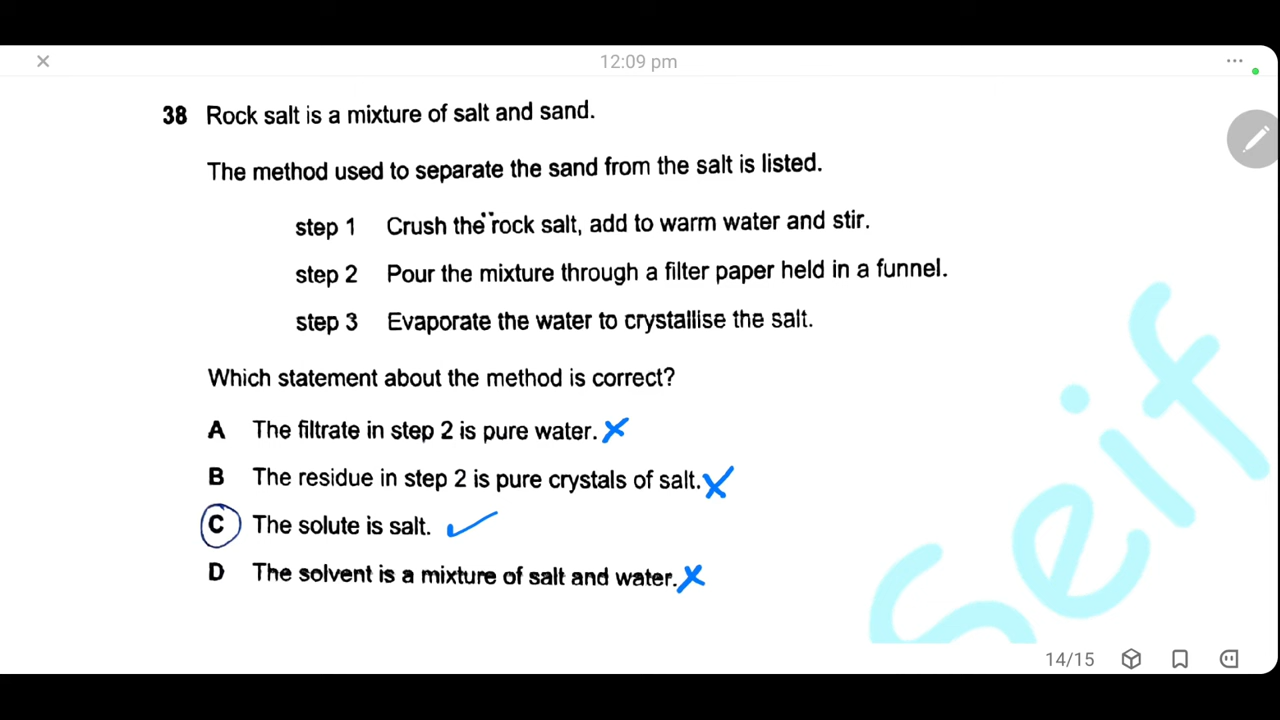 12:09 pm
38 Rock salt is a mixture of salt and sand.
The method used to separate the sand from the salt is listed.
step 1 Crush the rock salt, add to warm water and stir.
step 2 Pour the mixture through a filter paper held in a funnel.
step 3 Evaporate the water to crystallise the salt.
Which statement about the method is correct?
A The filtrate in step 2 is pure water.
B The residue in step 2 is pure crystals of salt.
C The solute is salt.
D The solvent is a mixture of salt and water.
Seif
14/15